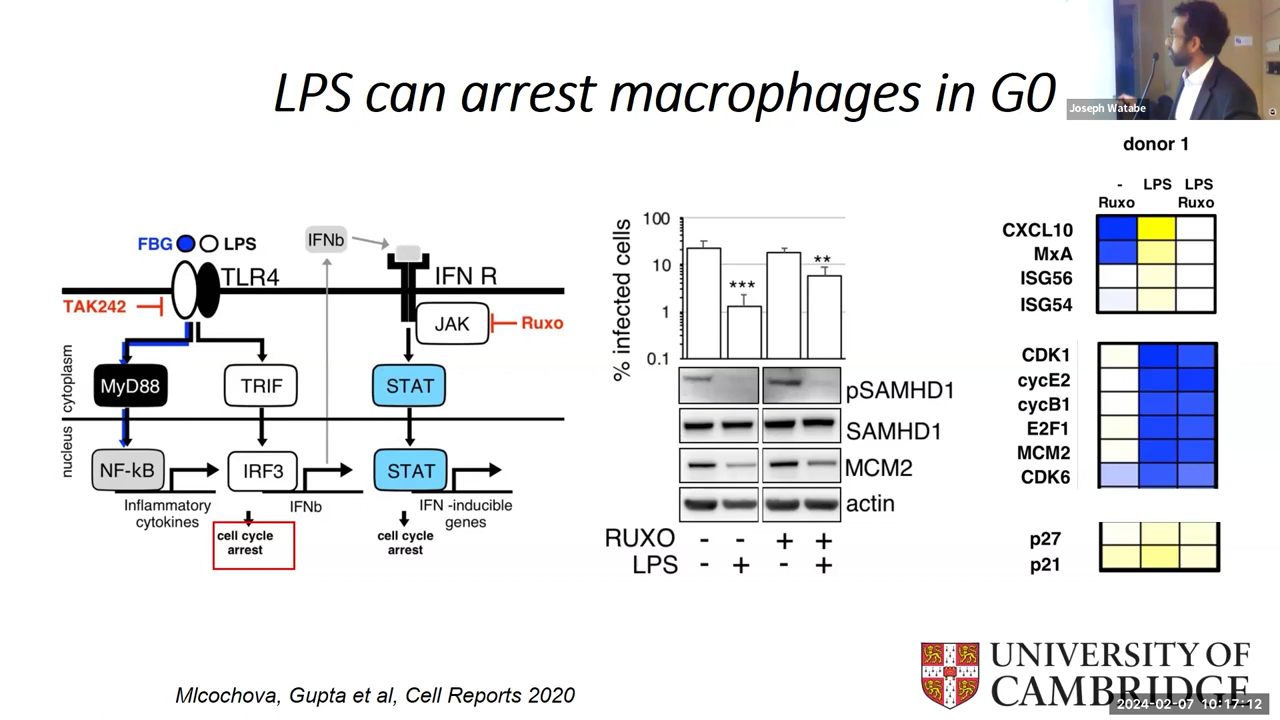 LPS can arrest macrophages in G0
Joseph Watabe
FBG LPS
TLR4
TAK242
IFNb
IFN R
JAK
Ruxo
cytoplasm
nucleus
MyD88
TRIF
STAT
NF-kB
IRF3
STAT
Inflammatory
cytokines
IFNb
IFN -inducible
genes
cell cycle
arrest
cell cycle
arrest
% infected cells
100
10
1
0.1
***
**
pSAMHD1
SAMHD1
MCM2
actin
RUXO - - + +
LPS - + - +
donor 1
- LPS LPS
Ruxo Ruxo
CXCL10
MxA
ISG56
ISG54
CDK1
cycE2
cycB1
E2F1
MCM2
CDK6
p27
p21
Mlcochova, Gupta et al, Cell Reports 2020
UNIVERSITY OF
CAMBRIDGE
2024-02-07 10:17:12